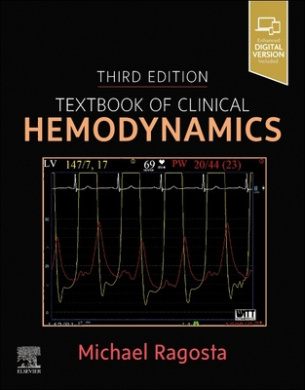 Enhanced
DIGITAL
VERSION
Included
THIRD EDITION
TEXTBOOK OF CLINICAL
HEMODYNAMICS
LV 147/7, 17 69 PW 20/44 (23)
WITT
ELSEVIER
Michael Ragosta